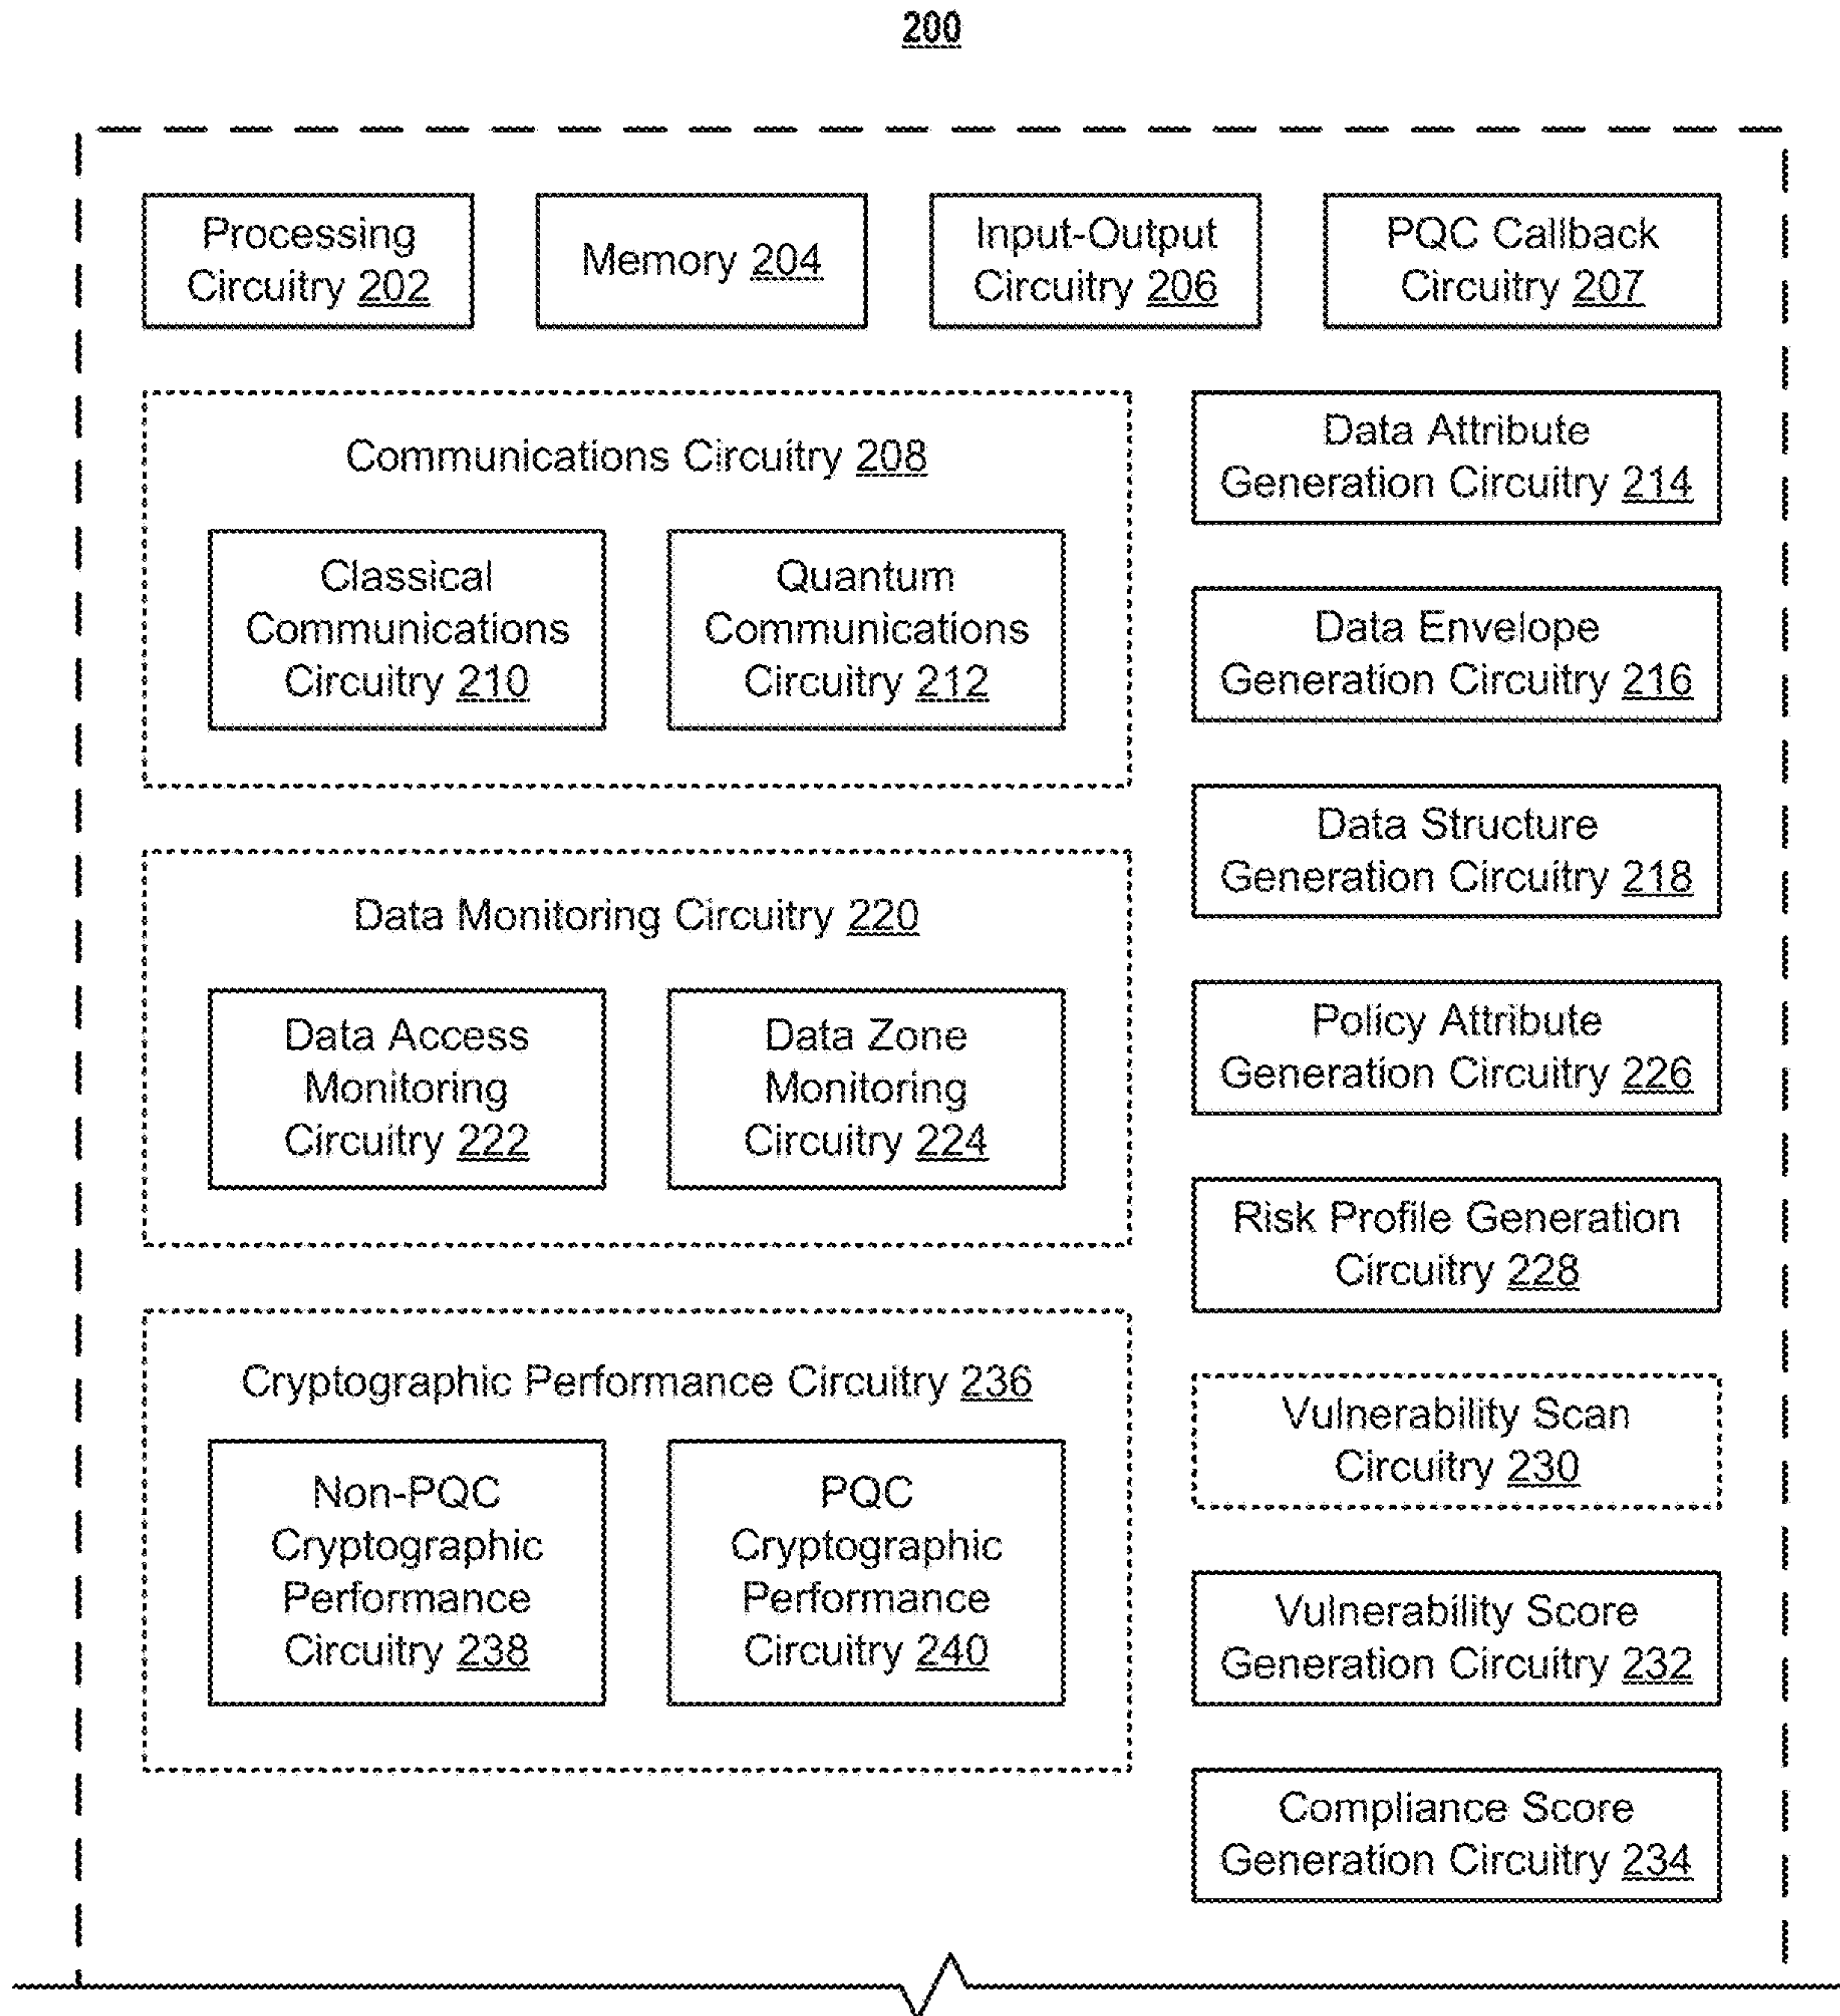 200
Processing
Circuitry 202
Memory 204
Input-Output
Circuitry 206
PQC Callback
Circuitry 207
Communications Circuitry 208
Classical
Communications
Circuitry 210
Quantum
Communications
Circuitry 212
Data Monitoring Circuitry 220
Data Access
Monitoring
Circuitry 222
Data Zone
Monitoring
Circuitry 224
Cryptographic Performance Circuitry 236
Non-PQC
Cryptographic
Performance
Circuitry 238
PQC
Cryptographic
Performance
Circuitry 240
Data Attribute
Generation Circuitry 214
Data Envelope
Generation Circuitry 216
Data Structure
Generation Circuitry 218
Policy Attribute
Generation Circuitry 226
Risk Profile Generation
Circuitry 228
Vulnerability Scan
Circuitry 230
Vulnerability Score
Generation Circuitry 232
Compliance Score
Generation Circuitry 234